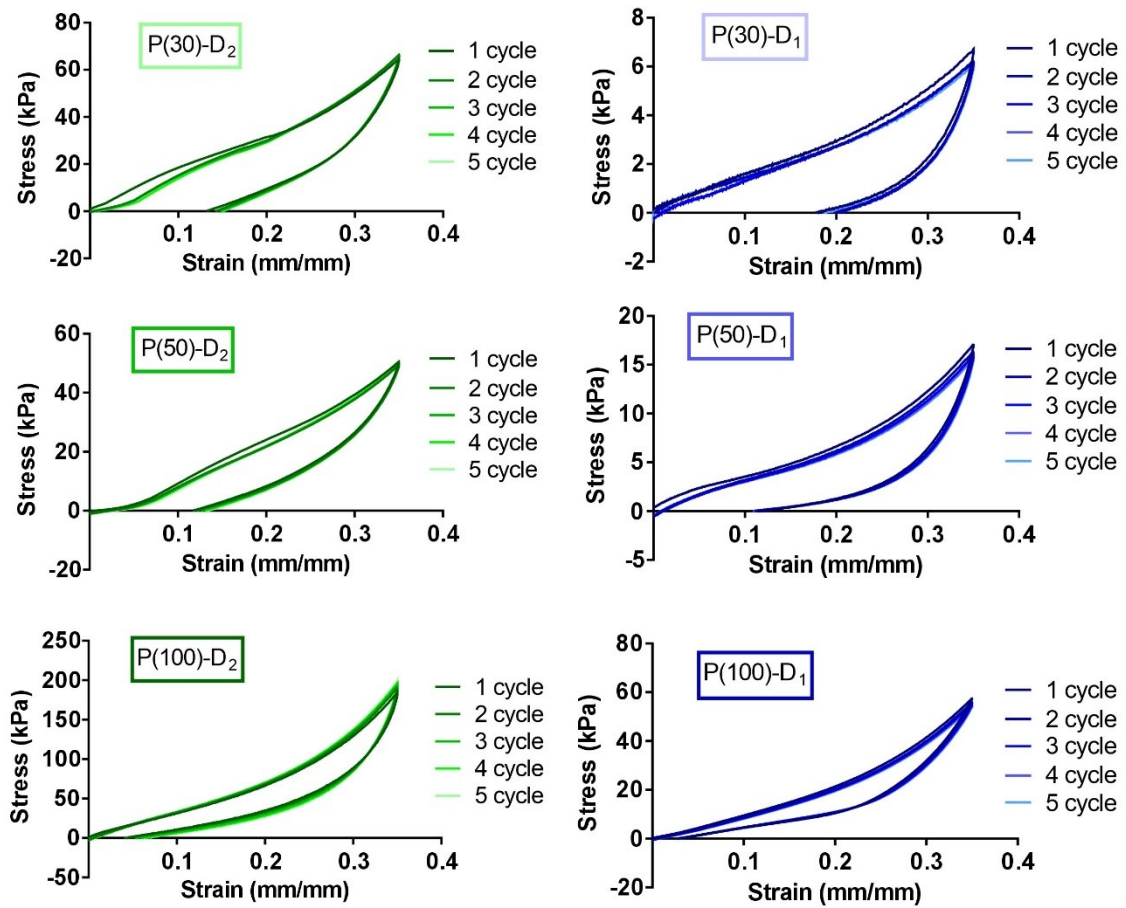 P(30)-D2
Stress (kPa)
80
60
40
20
0
-20
0.1
0.2
0.3
0.4
Strain (mm/mm)
1 cycle
2 cycle
3 cycle
4 cycle
5 cycle
P(30)-D1
Stress (kPa)
8
6
4
2
0
-2
0.1
0.2
0.3
0.4
Strain (mm/mm)
1 cycle
2 cycle
3 cycle
4 cycle
5 cycle
P(50)-D2
Stress (kPa)
60
40
20
0
-20
0.1
0.2
0.3
0.4
Strain (mm/mm)
1 cycle
2 cycle
3 cycle
4 cycle
5 cycle
P(50)-D1
Stress (kPa)
20
15
10
5
0
-5
0.1
0.2
0.3
0.4
Strain (mm/mm)
1 cycle
2 cycle
3 cycle
4 cycle
5 cycle
P(100)-D2
Stress (kPa)
250
200
150
100
50
0
-50
0.1
0.2
0.3
0.4
Strain (mm/mm)
1 cycle
2 cycle
3 cycle
4 cycle
5 cycle
P(100)-D1
Stress (kPa)
80
60
40
20
0
-20
0.1
0.2
0.3
0.4
Strain (mm/mm)
1 cycle
2 cycle
3 cycle
4 cycle
5 cycle